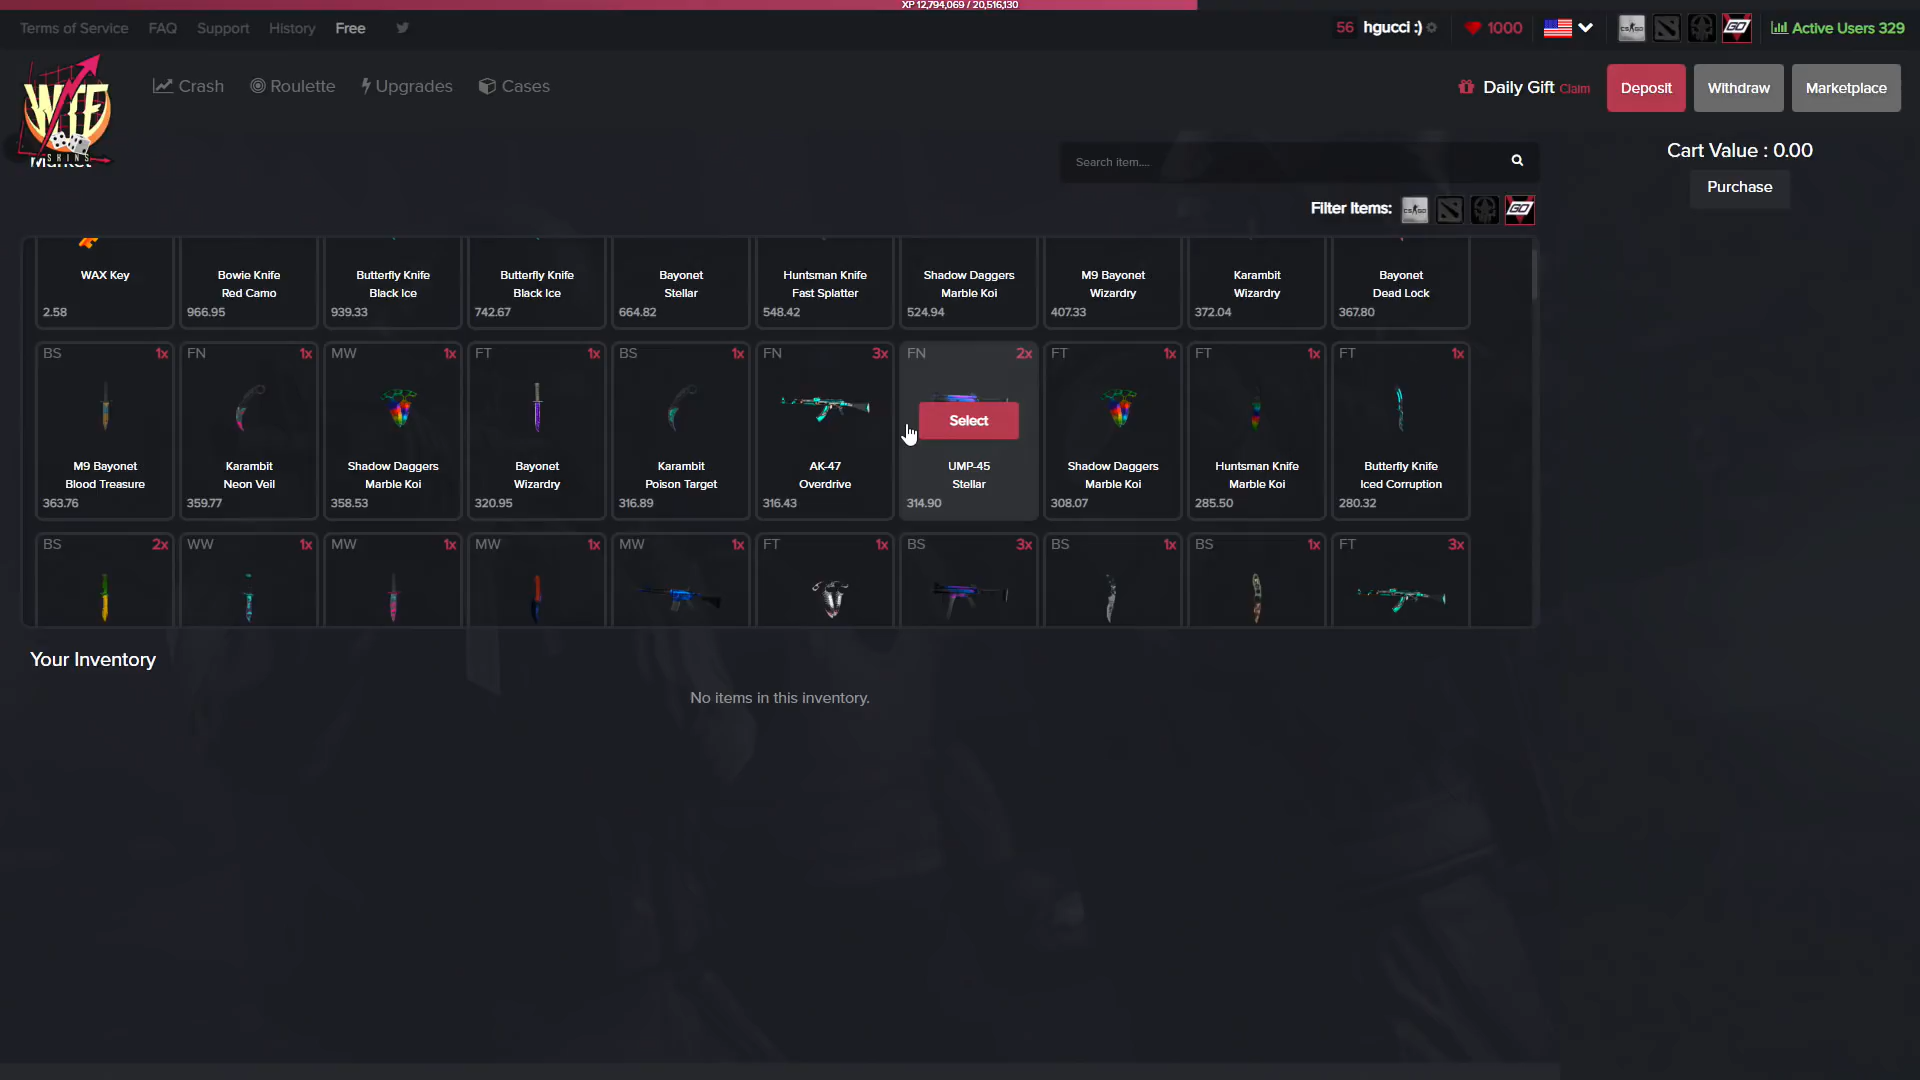 XP 12,794,069 / 20,516,130
Terms of Service FAQ Support History Free
56 hgucci :) 1000 Active Users 329
WTF
SKINS
Crash Roulette Upgrades Cases
Daily Gift Claim Deposit Withdraw Marketplace
Market
Search item....
Cart Value : 0.00
Purchase
Filter Items: CS:GO GO
WAX Key
2.58
Bowie Knife
Red Camo
966.95
Butterfly Knife
Black Ice
939.33
Butterfly Knife
Black Ice
742.67
Bayonet
Stellar
664.82
Huntsman Knife
Fast Splatter
548.42
Shadow Daggers
Marble Koi
524.94
M9 Bayonet
Wizardry
407.33
Karambit
Wizardry
372.04
Bayonet
Dead Lock
367.80
BS 1x
M9 Bayonet
Blood Treasure
363.76
FN 1x
Karambit
Neon Veil
359.77
MW 1x
Shadow Daggers
Marble Koi
358.53
FT 1x
Bayonet
Wizardry
320.95
BS 1x
Karambit
Poison Target
316.89
FN 3x
AK-47
Overdrive
316.43
FN 2x
Select
UMP-45
Stellar
314.90
FT 1x
Shadow Daggers
Marble Koi
308.07
FT 1x
Huntsman Knife
Marble Koi
285.50
FT 1x
Butterfly Knife
Iced Corruption
280.32
BS 2x
WW 1x
MW 1x
MW 1x
MW 1x
FT 1x
BS 3x
BS 1x
BS 1x
FT 3x
Your Inventory
No items in this inventory.